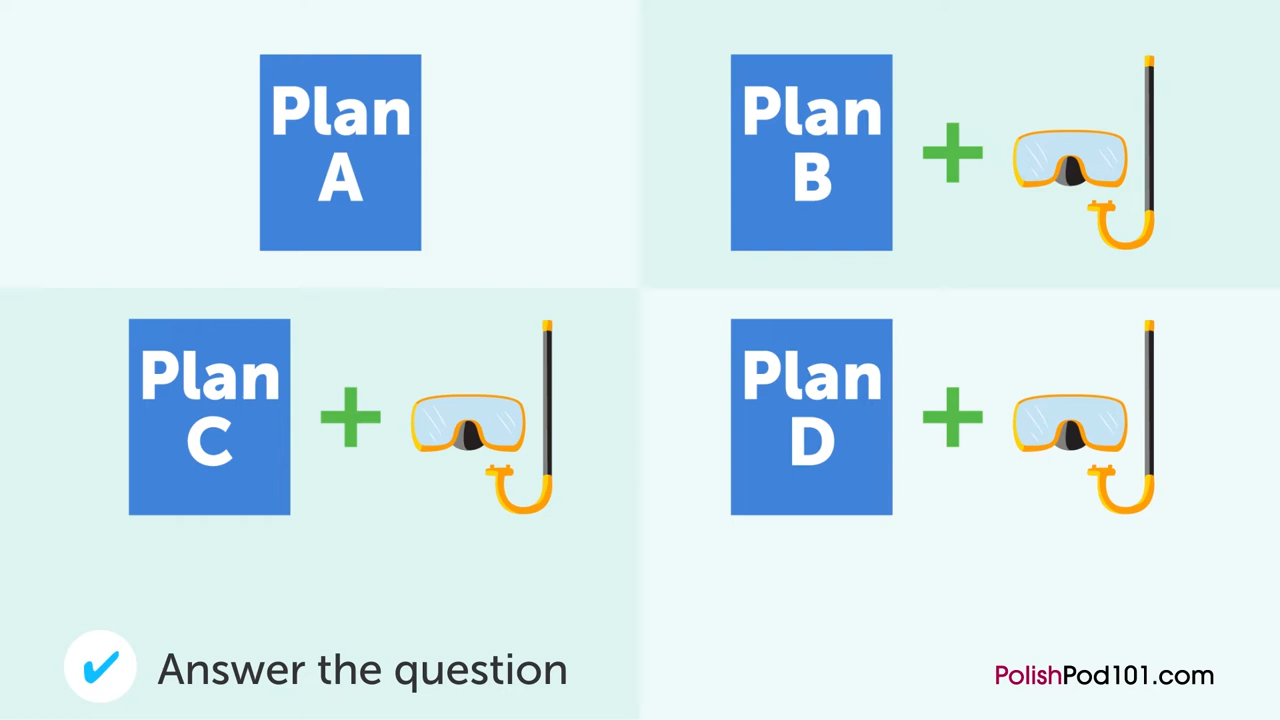 Plan
A
Plan
B
Plan
C
Plan
D
Answer the question
PolishPod101.com